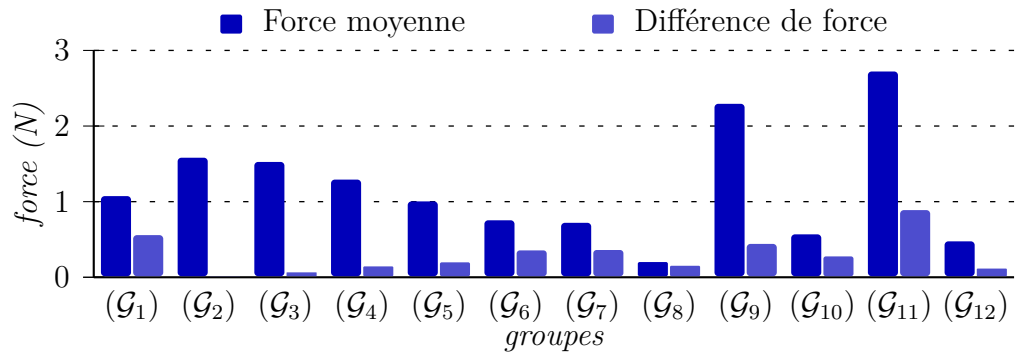 Force moyenne Différence de force
3
2
1
0
force (N)
(𝒢₁) (𝒢₂) (𝒢₃) (𝒢₄) (𝒢₅) (𝒢₆) (𝒢₇) (𝒢₈) (𝒢₉) (𝒢₁₀) (𝒢₁₁) (𝒢₁₂)
groupes